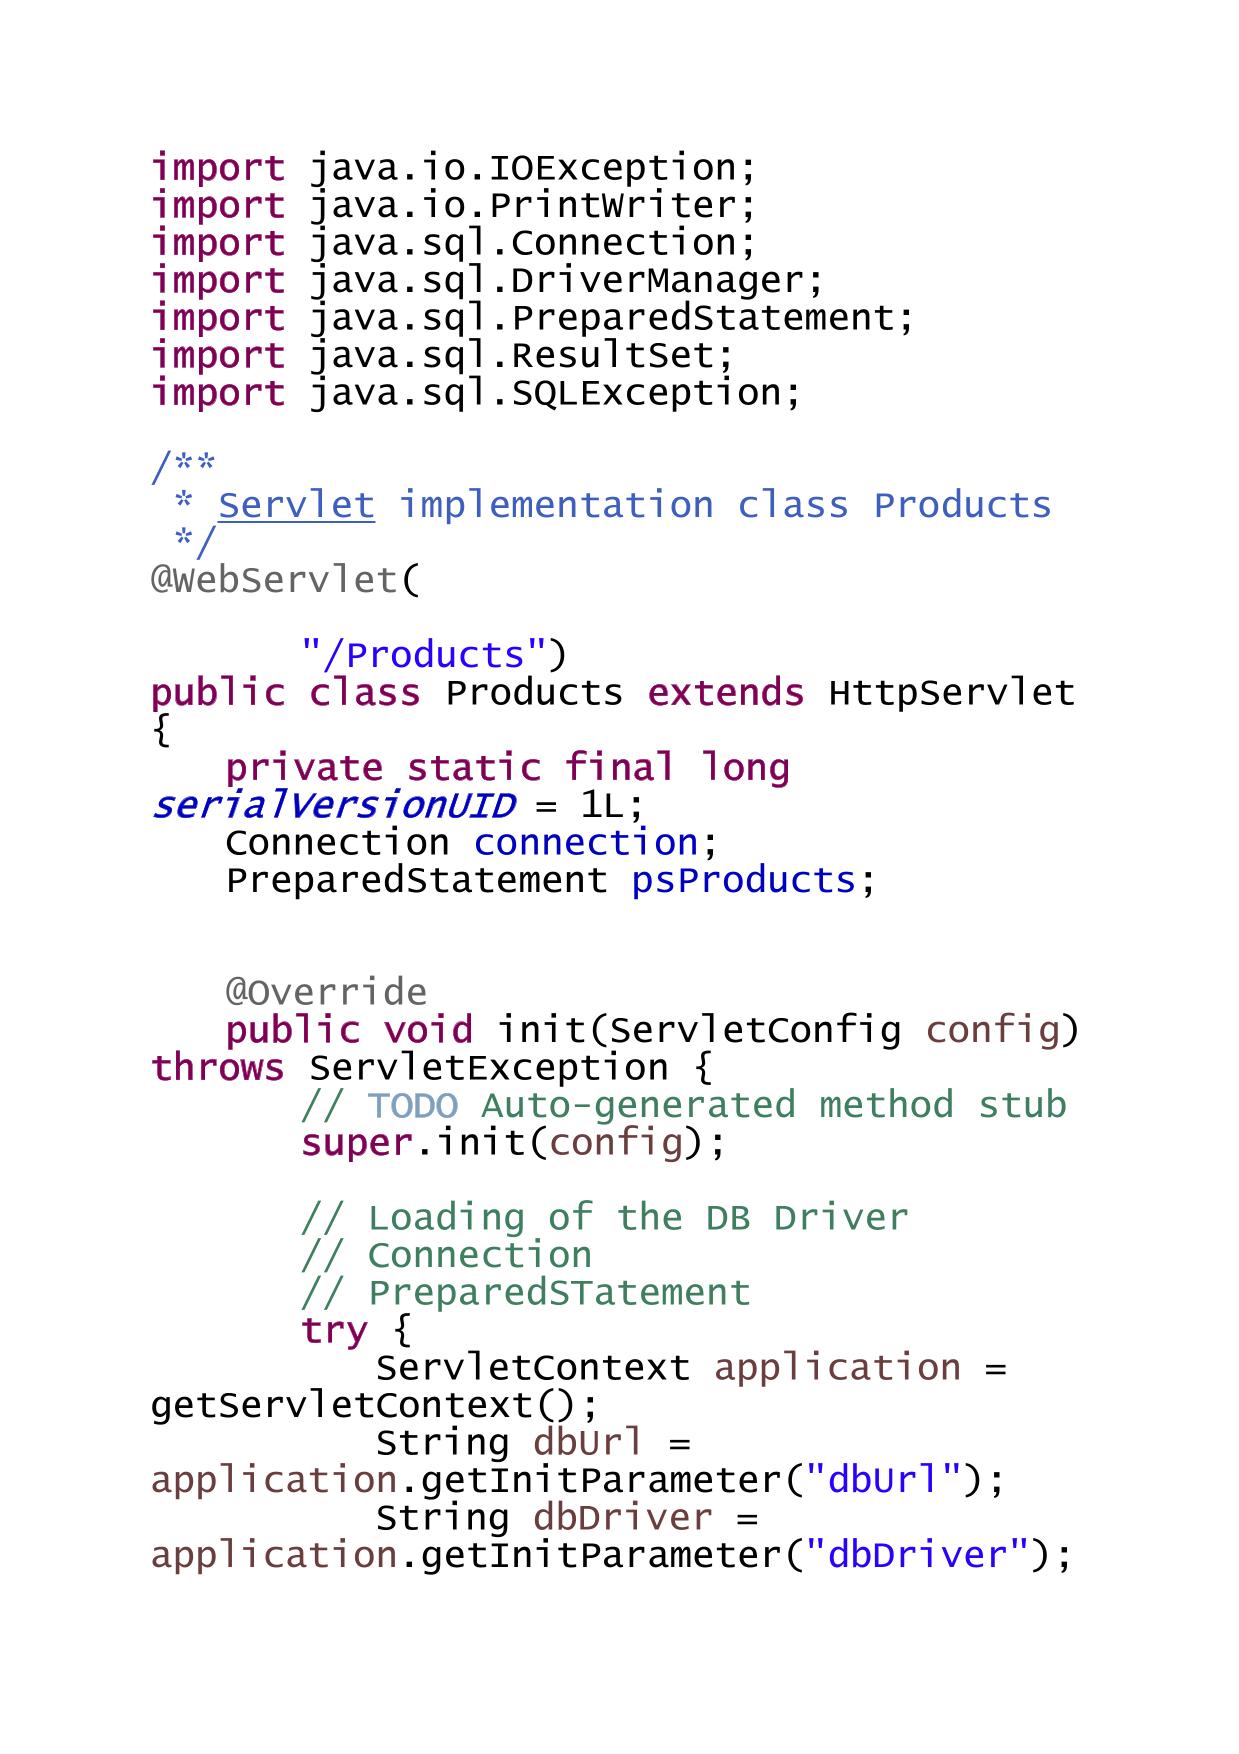 import java.io.IOException;
import java.io.PrintWriter;
import java.sql.Connection;
import java.sql.DriverManager;
import java.sql.PreparedStatement;
import java.sql.ResultSet;
import java.sql.SQLException;
/**
 * Servlet implementation class Products
 */
@WebServlet(
"/Products")
public class Products extends HttpServlet
{
private static final long
serialVersionUID = 1L;
Connection connection;
PreparedStatement psProducts;
@Override
public void init(ServletConfig config)
throws ServletException {
// TODO Auto-generated method stub
super.init(config);
// Loading of the DB Driver
// Connection
// PreparedSTatement
try {
ServletContext application =
getServletContext();
String dbUrl =
application.getInitParameter("dbUrl");
String dbDriver =
application.getInitParameter("dbDriver");